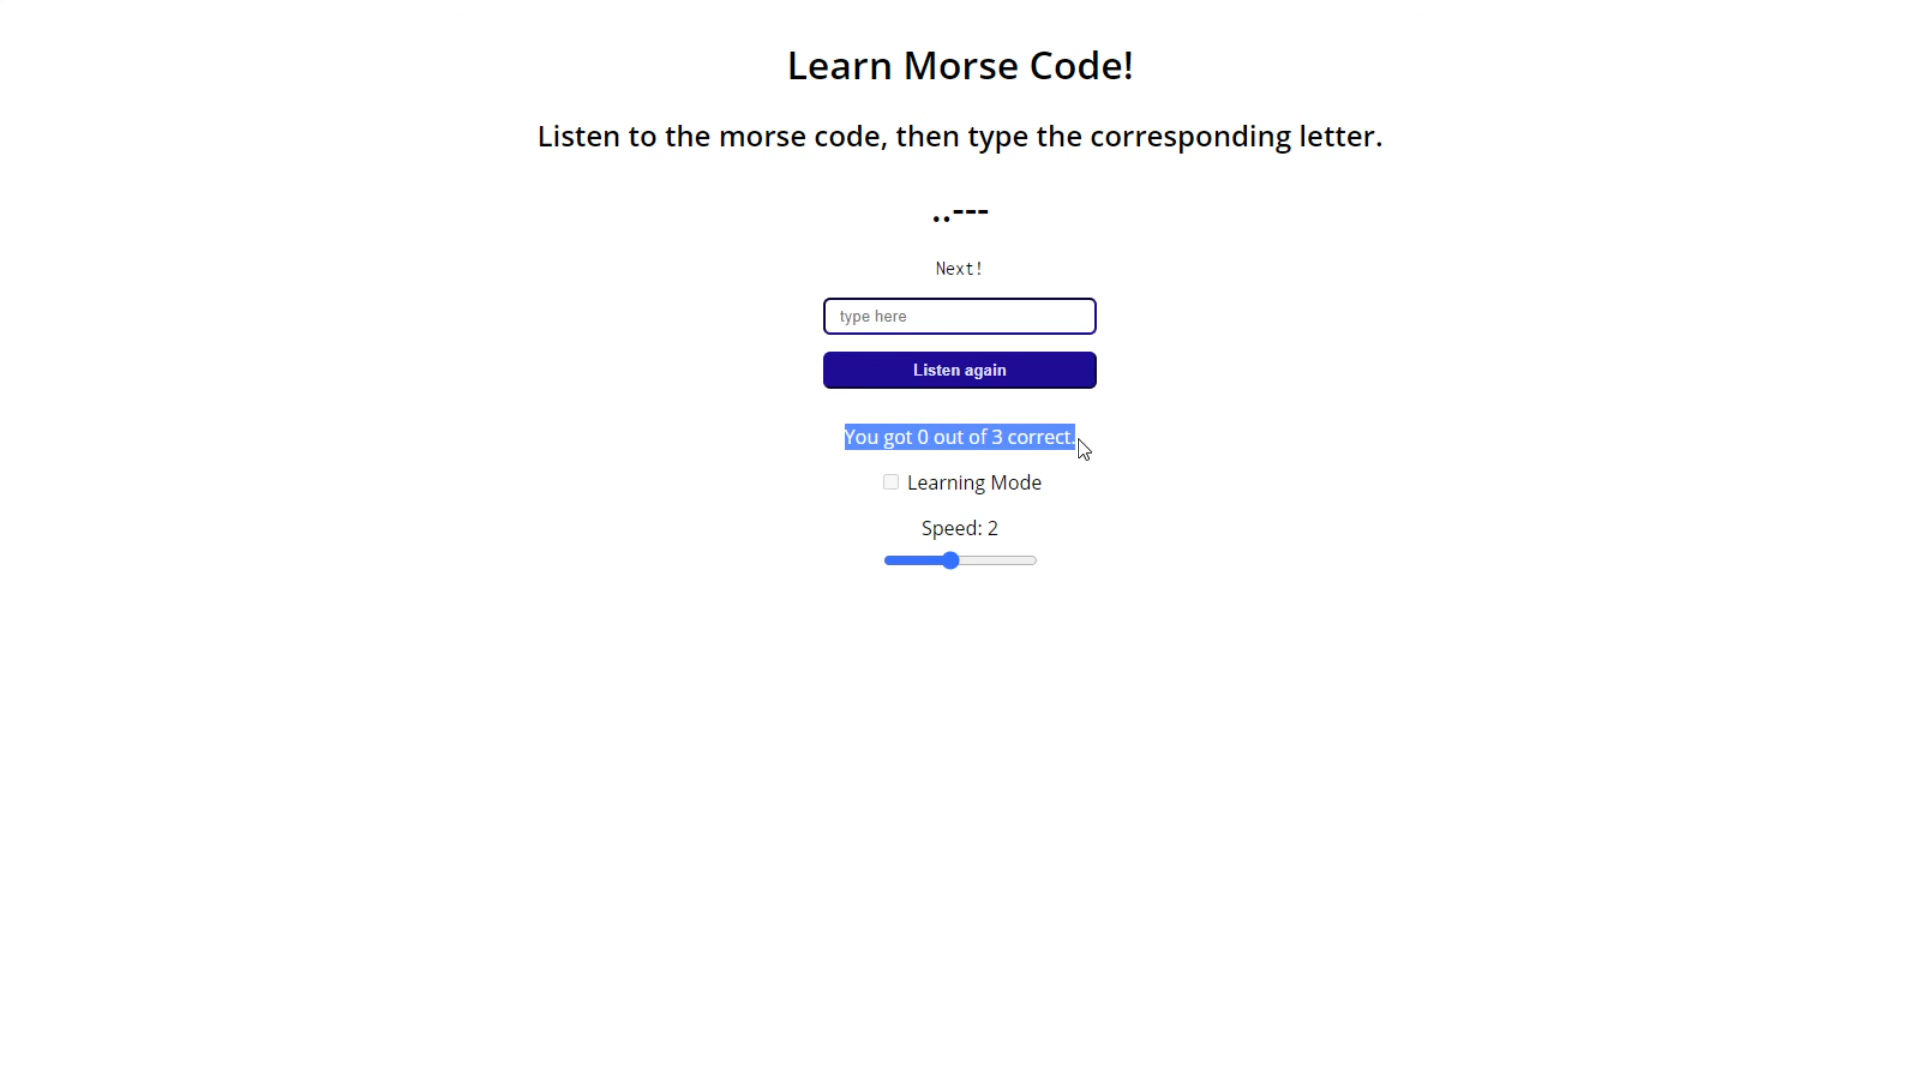 Learn Morse Code!
Listen to the morse code, then type the corresponding letter.
..---
Next!
type here
Listen again
You got 0 out of 3 correct.
Learning Mode
Speed: 2